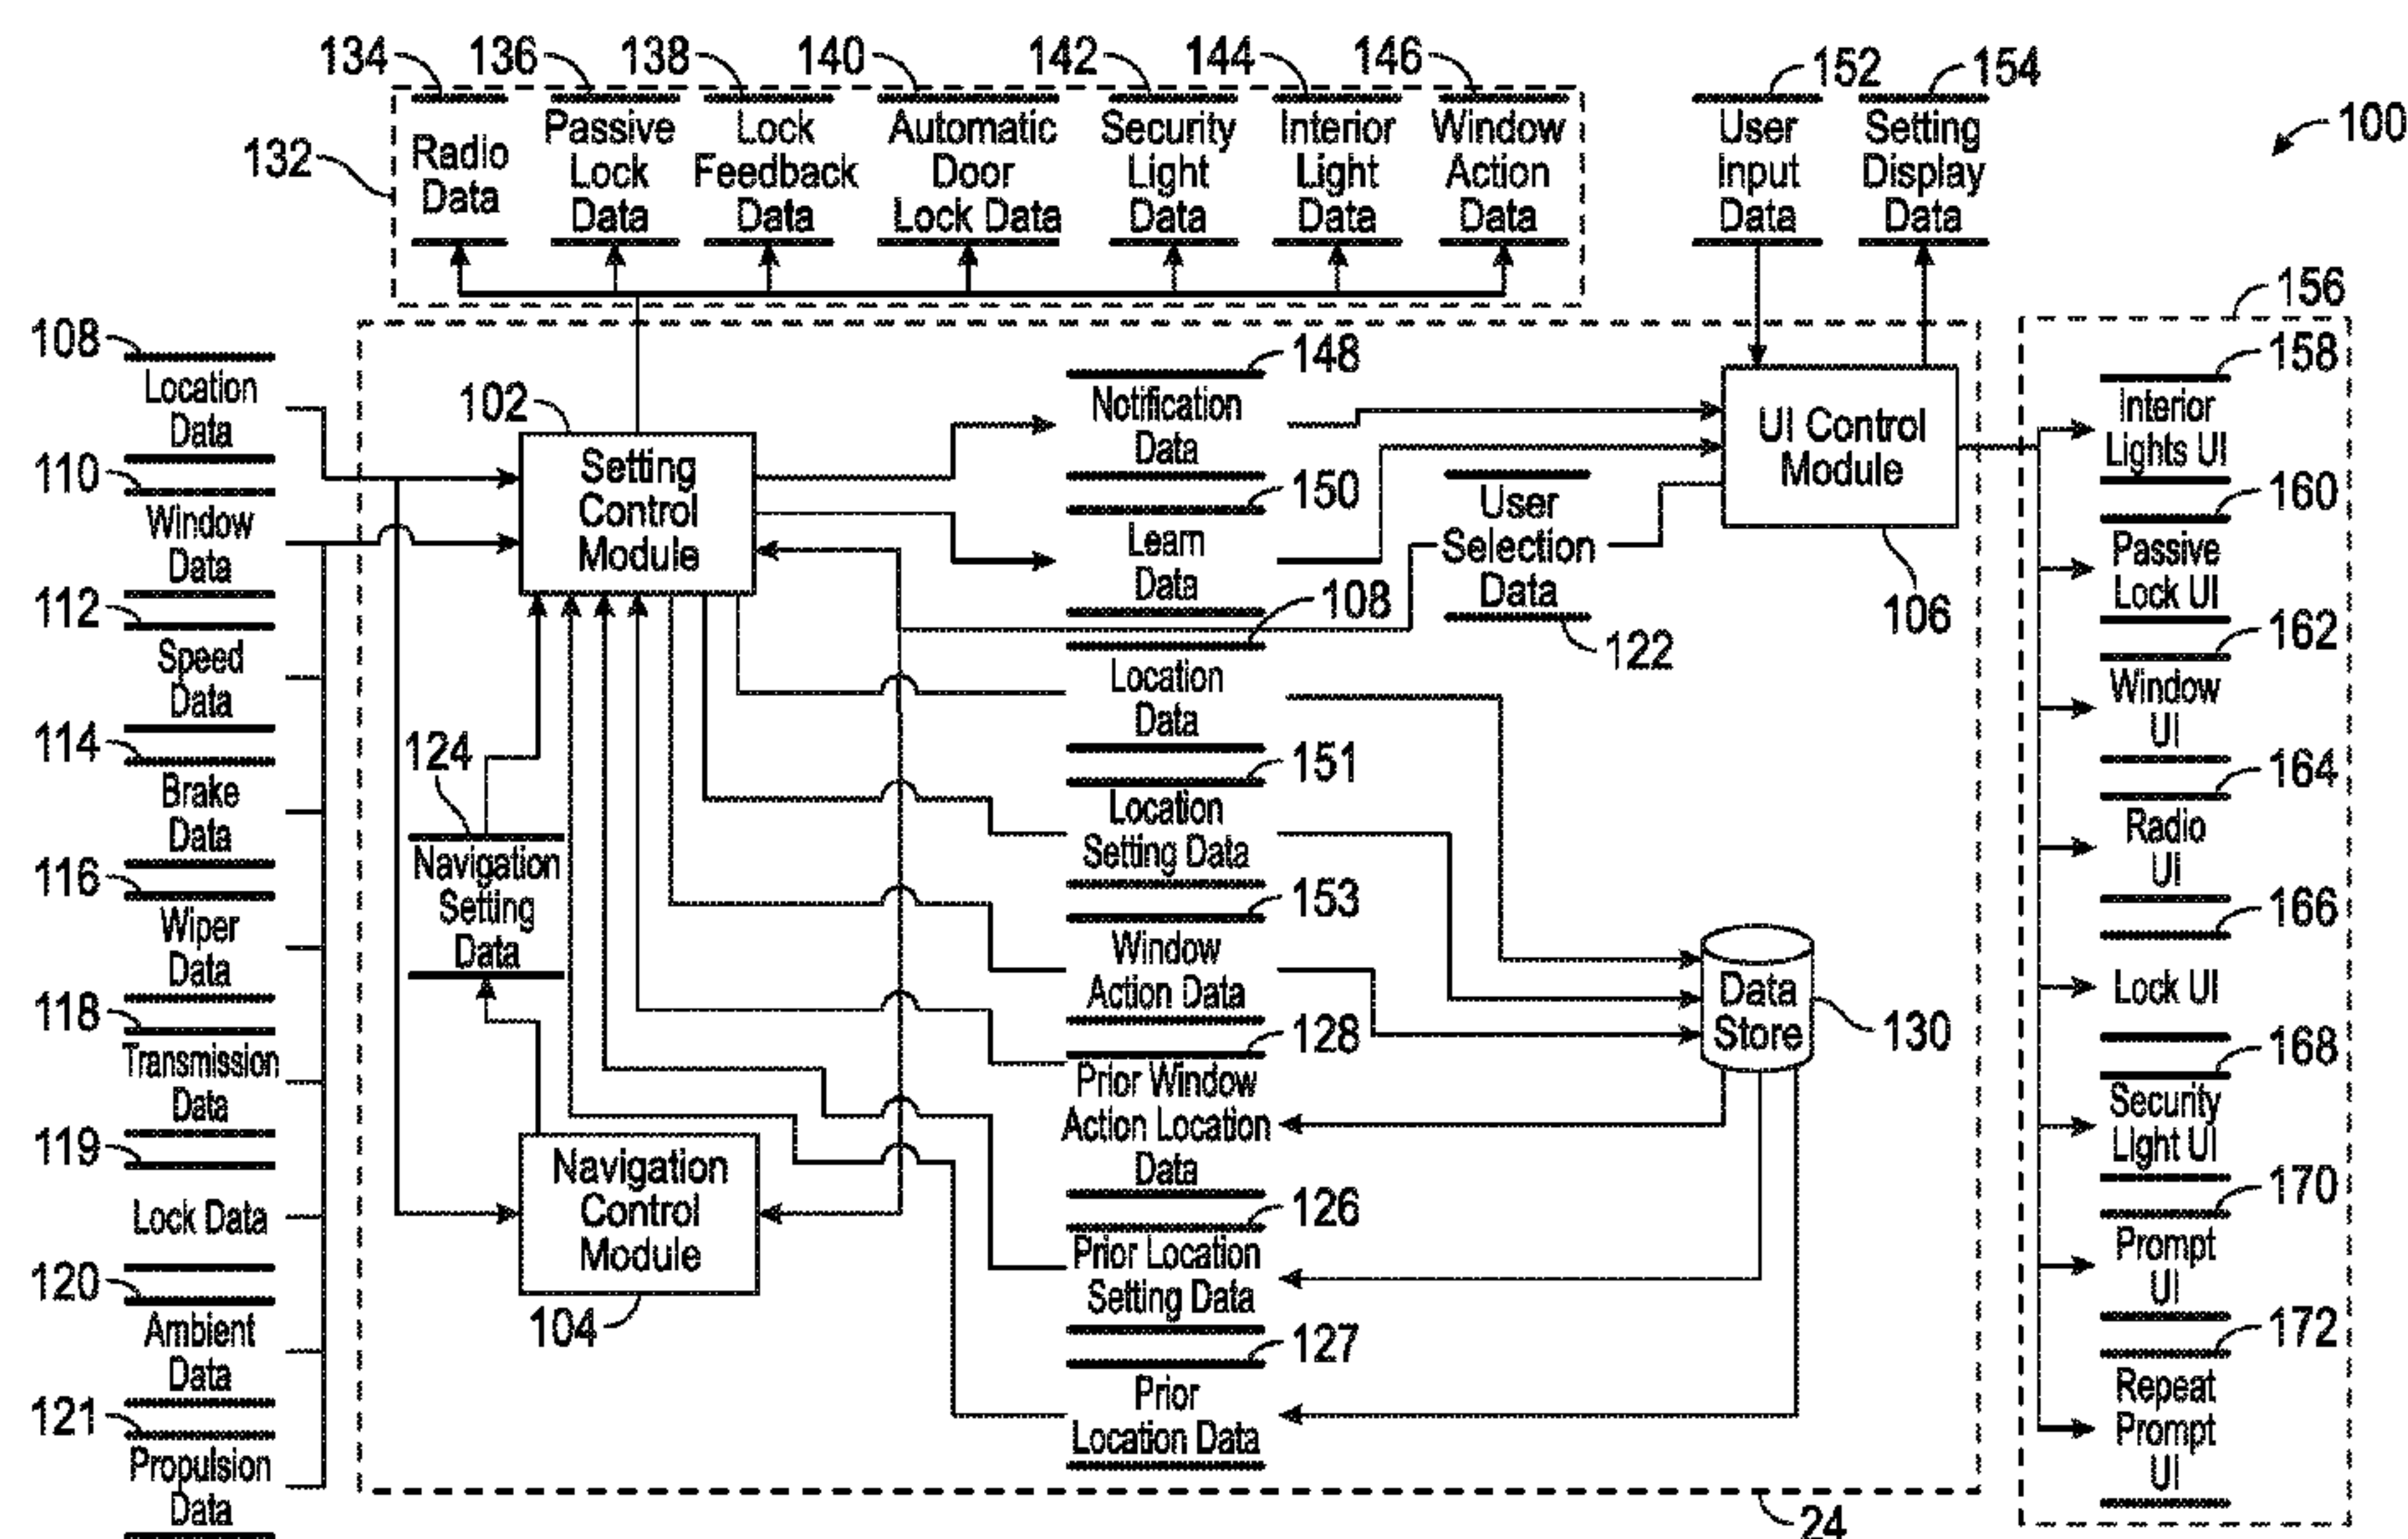 134
136
138
140
142
144
146
152
154
100
132
Radio
Data
Passive
Lock
Data
Lock
Feedback
Data
Automatic
Door
Lock Data
Security
Light
Data
Interior
Light
Data
Window
Action
Data
User
Input
Data
Setting
Display
Data
108
Location
Data
110
Window
Data
112
Speed
Data
114
Brake
Data
116
Wiper
Data
118
Transmission
Data
119
Lock Data
120
Ambient
Data
121
Propulsion
Data
102
Setting
Control
Module
124
Navigation
Setting
Data
Navigation
Control
Module
104
148
Notification
Data
150
Learn
Data
108
Location
Data
151
Location
Setting Data
153
Window
Action Data
128
Prior Window
Action Location
Data
126
Prior Location
Setting Data
127
Prior
Location Data
User
Selection
Data
122
UI Control
Module
106
Data
Store
130
24
156
158
Interior
Lights UI
160
Passive
Lock UI
162
Window
UI
164
Radio
UI
166
Lock UI
168
Security
Light UI
170
Prompt
UI
172
Repeat
Prompt
UI